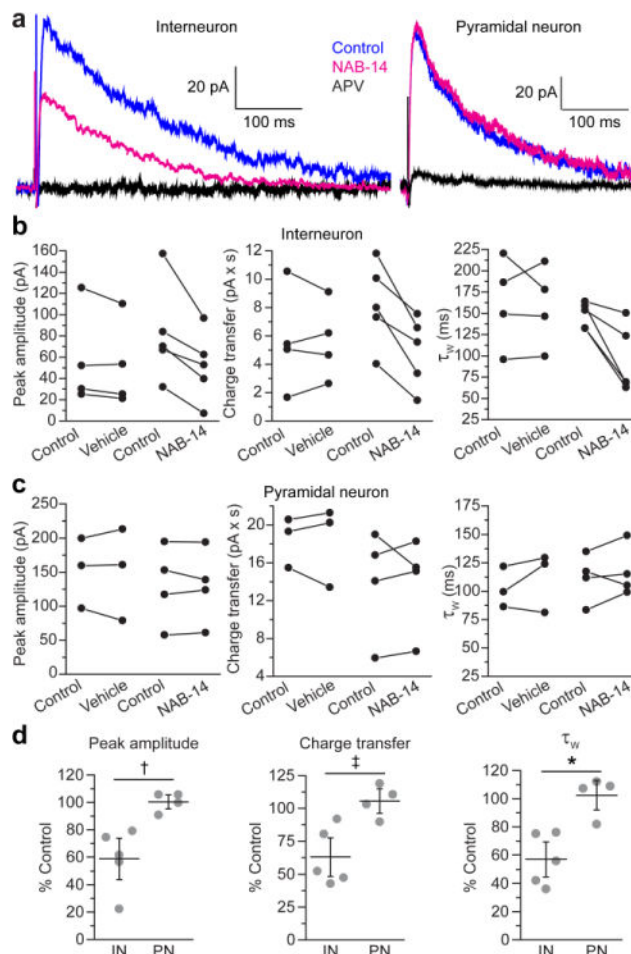 a
Interneuron
Pyramidal neuron
Control
NAB-14
APV
20 pA
100 ms
20 pA
100 ms
b
Interneuron
Peak amplitude (pA)
160
140
120
100
80
60
40
20
0
Control
Vehicle
Control
NAB-14
Charge transfer (pA x s)
12
10
8
6
4
2
0
Control
Vehicle
Control
NAB-14
τw (ms)
225
200
175
150
125
100
75
50
25
Control
Vehicle
Control
NAB-14
c
Pyramidal neuron
Peak amplitude (pA)
250
200
150
100
50
0
Control
Vehicle
Control
NAB-14
Charge transfer (pA x s)
20
16
12
8
4
Control
Vehicle
Control
NAB-14
τw (ms)
175
150
125
100
75
50
25
Control
Vehicle
Control
NAB-14
d
Peak amplitude
†
% Control
120
100
80
60
40
20
0
IN
PN
Charge transfer
‡
% Control
125
100
75
50
25
0
IN
PN
τw
*
% Control
120
100
80
60
40
20
0
IN
PN